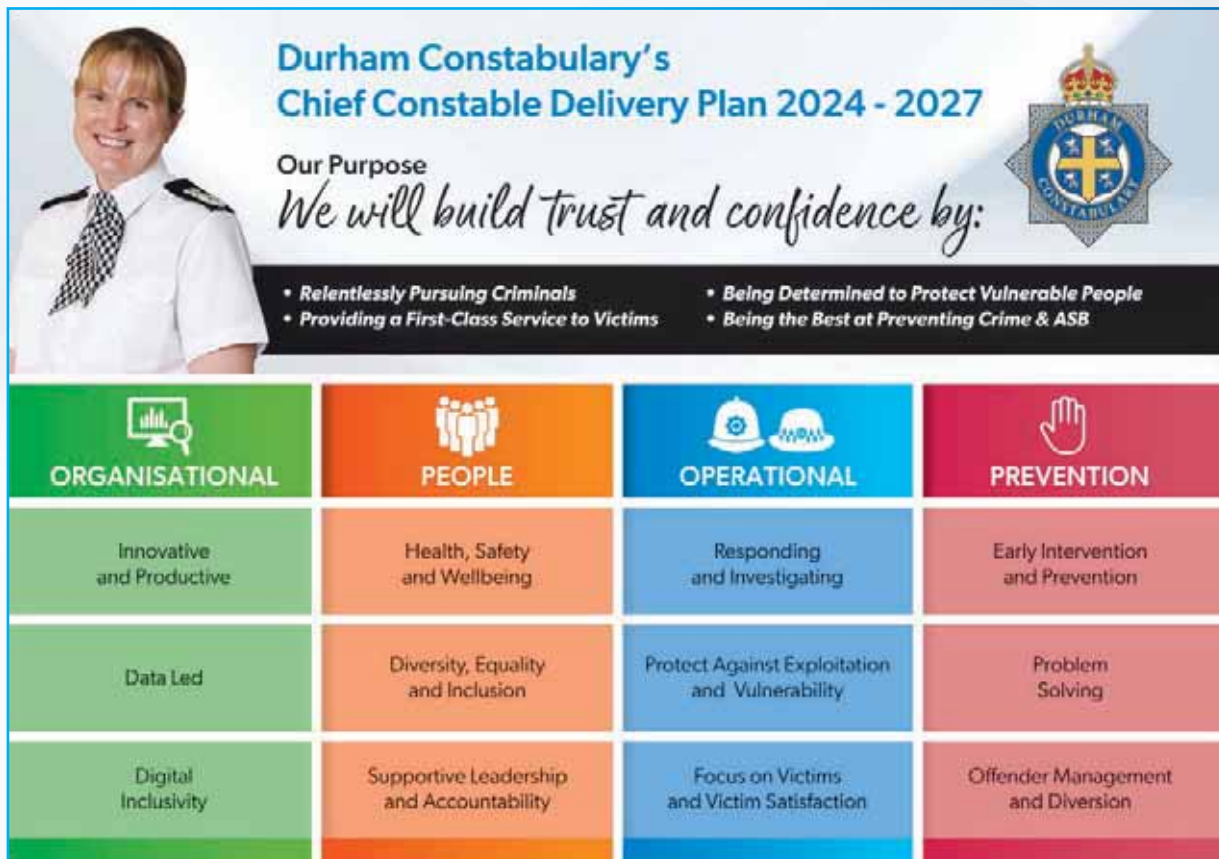 Durham Constabulary's
Chief Constable Delivery Plan 2024 - 2027
Our Purpose
We will build trust and confidence by:
DURHAM
CONSTABULARY
• Relentlessly Pursuing Criminals
• Providing a First-Class Service to Victims
• Being Determined to Protect Vulnerable People
• Being the Best at Preventing Crime & ASB
ORGANISATIONAL
Innovative
and Productive
Data Led
Digital
Inclusivity
PEOPLE
Health, Safety
and Wellbeing
Diversity, Equality
and Inclusion
Supportive Leadership
and Accountability
OPERATIONAL
Responding
and Investigating
Protect Against Exploitation
and Vulnerability
Focus on Victims
and Victim Satisfaction
PREVENTION
Early Intervention
and Prevention
Problem
Solving
Offender Management
and Diversion